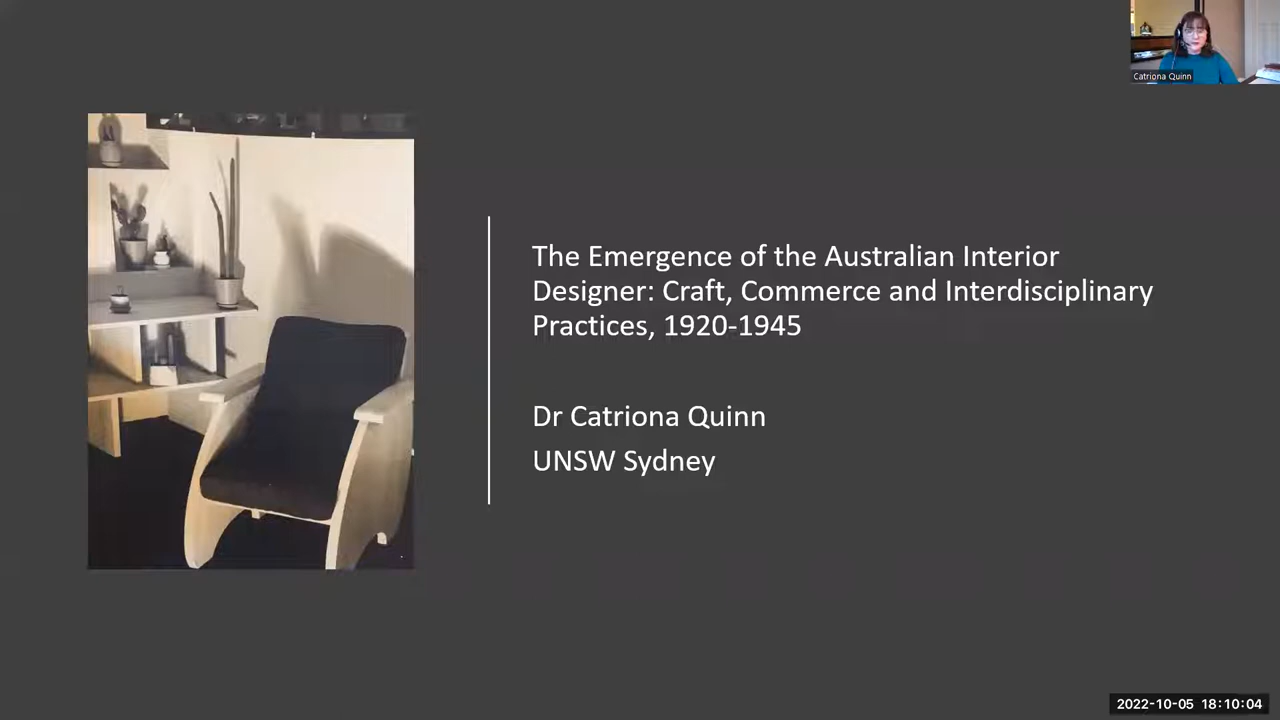 Catriona Quinn
The Emergence of the Australian Interior
Designer: Craft, Commerce and Interdisciplinary
Practices, 1920-1945
Dr Catriona Quinn
UNSW Sydney
2022-10-05 18:10:04